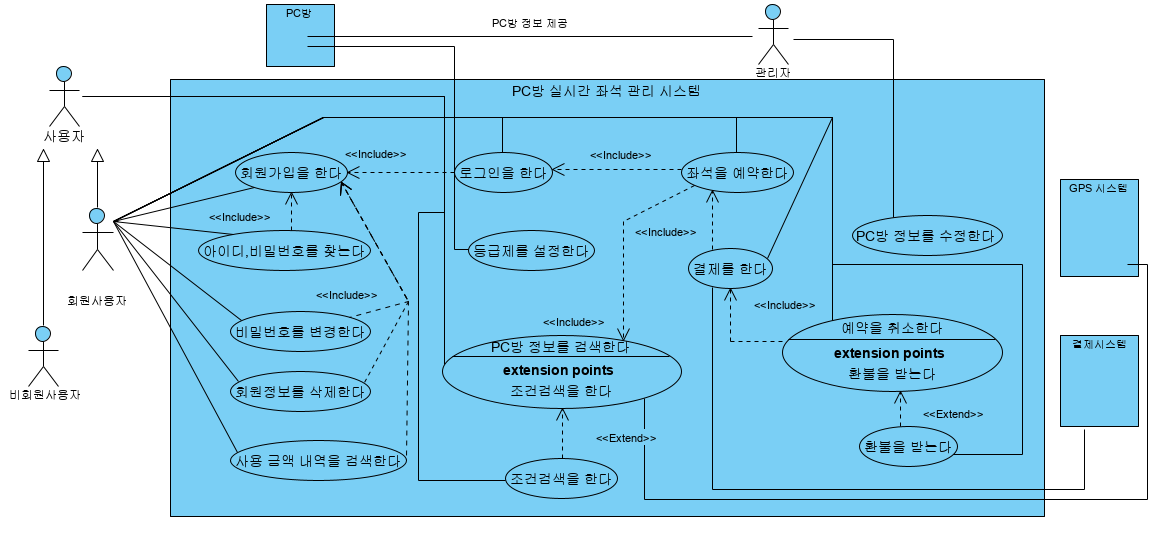 PC방
PC방 정보 제공
관리자
사용자
PC방 실시간 좌석 관리 시스템
<<Include>>
<<Include>>
회원가입을 한다
로그인을 한다
좌석을 예약한다
GPS 시스템
<<Include>>
<<Include>>
아이디,비밀번호를 찾는다
등급제를 설정한다
PC방 정보를 수정한다
결제를 한다
회원사용자
<<Include>>
<<Include>>
<<Include>>
비밀번호를 변경한다
예약을 취소한다
extension points
환불을 받는다
결제시스템
PC방 정보를 검색한다
extension points
조건검색을 한다
비회원사용자
회원정보를 삭제한다
<<Extend>>
<<Extend>>
환불을 받는다
사용 금액 내역을 검색한다
조건검색을 한다